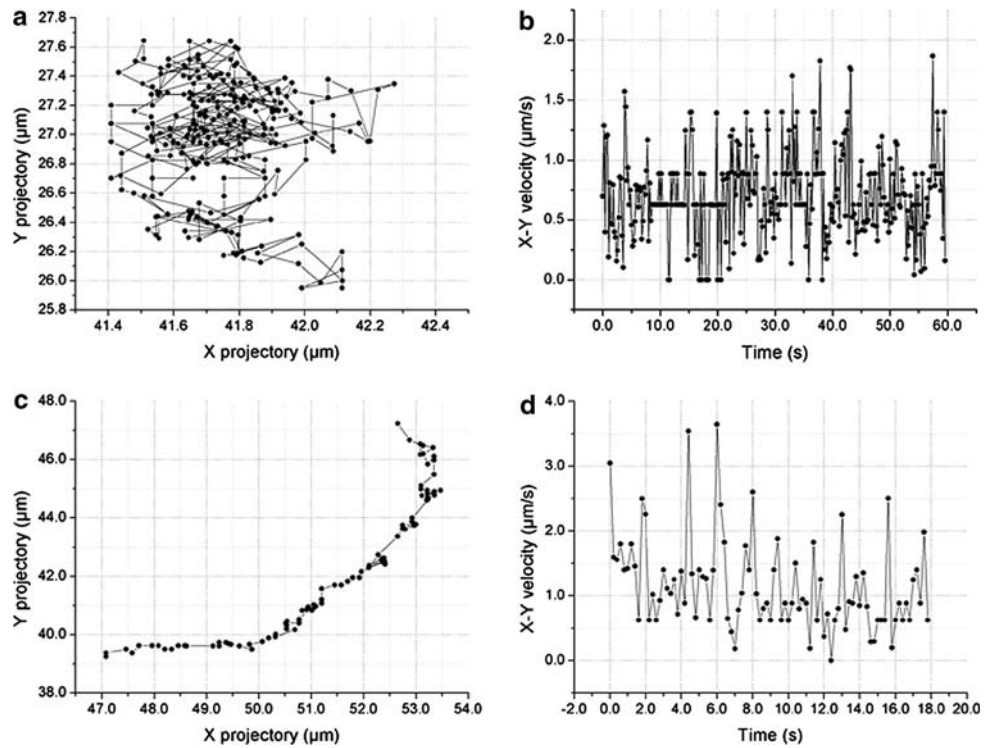 a
27.8
27.6
27.4
27.2
27.0
26.8
26.6
26.4
26.2
26.0
25.8
Y projectory (µm)
41.4 41.6 41.8 42.0 42.2 42.4
X projectory (µm)
b
2.0
1.5
1.0
0.5
0.0
X-Y velocity (µm/s)
0.0 10.0 20.0 30.0 40.0 50.0 60.0
Time (s)
c
48.0
46.0
44.0
42.0
40.0
38.0
Y projectory (µm)
47.0 48.0 49.0 50.0 51.0 52.0 53.0 54.0
X projectory (µm)
d
4.0
3.0
2.0
1.0
0.0
X-Y velocity (µm/s)
-2.0 0.0 2.0 4.0 6.0 8.0 10.0 12.0 14.0 16.0 18.0 20.0
Time (s)